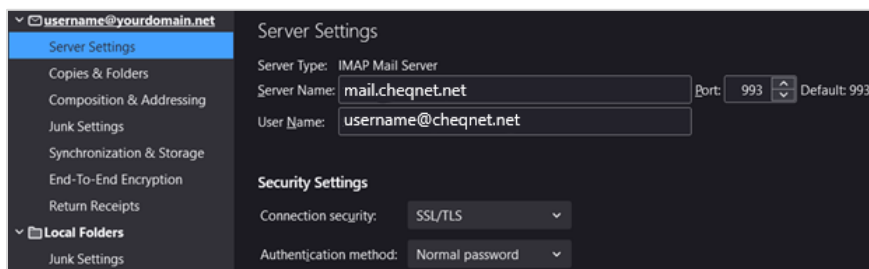 username@yourdomain.net
Server Settings
Copies & Folders
Composition & Addressing
Junk Settings
Synchronization & Storage
End-To-End Encryption
Return Receipts
Local Folders
Junk Settings
Server Settings
Server Type: IMAP Mail Server
Server Name: mail.cheqnet.net Port: 993 Default: 993
User Name: username@cheqnet.net
Security Settings
Connection security: SSL/TLS
Authentication method: Normal password